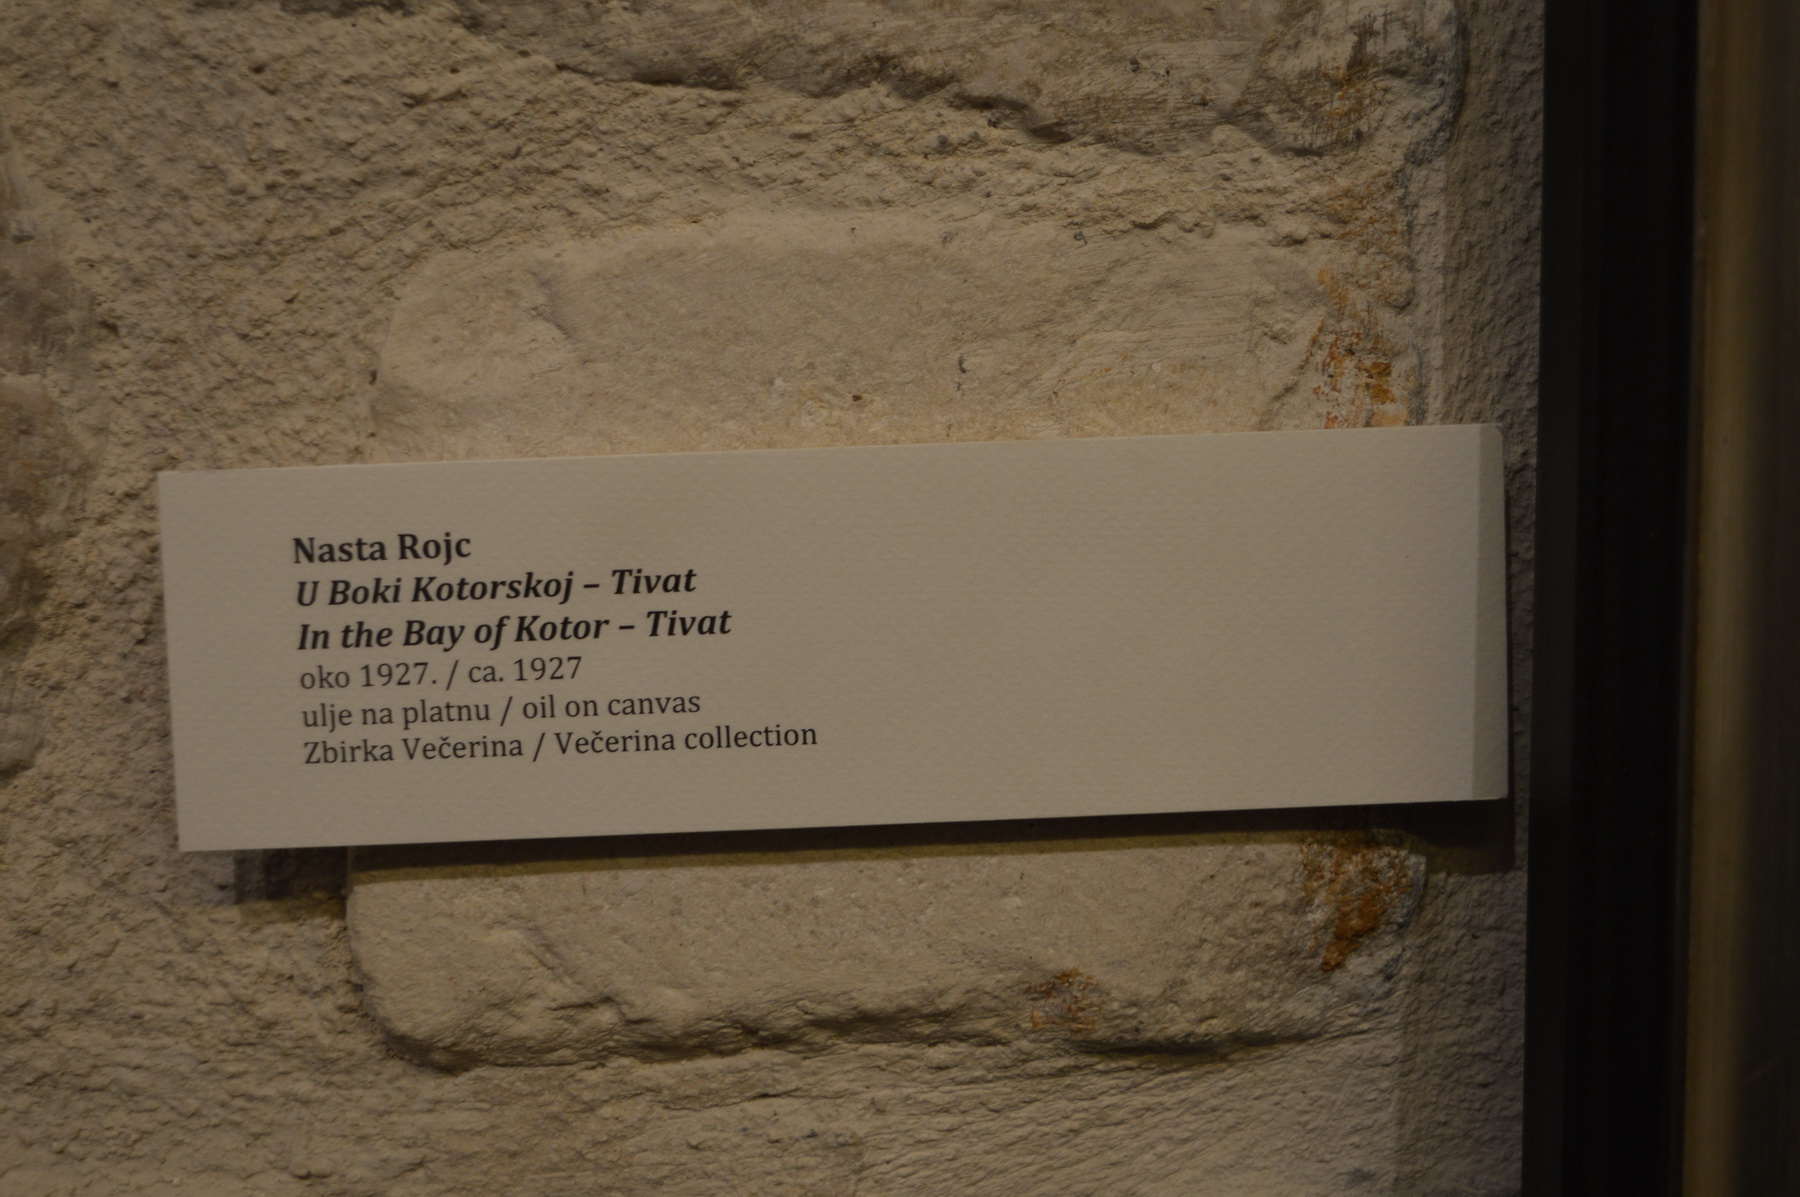 Nasta Rojc
U Boki Kotorskoj – Tivat
In the Bay of Kotor – Tivat
oko 1927. / ca. 1927
ulje na platnu / oil on canvas
Zbirka Večerina / Večerina collection